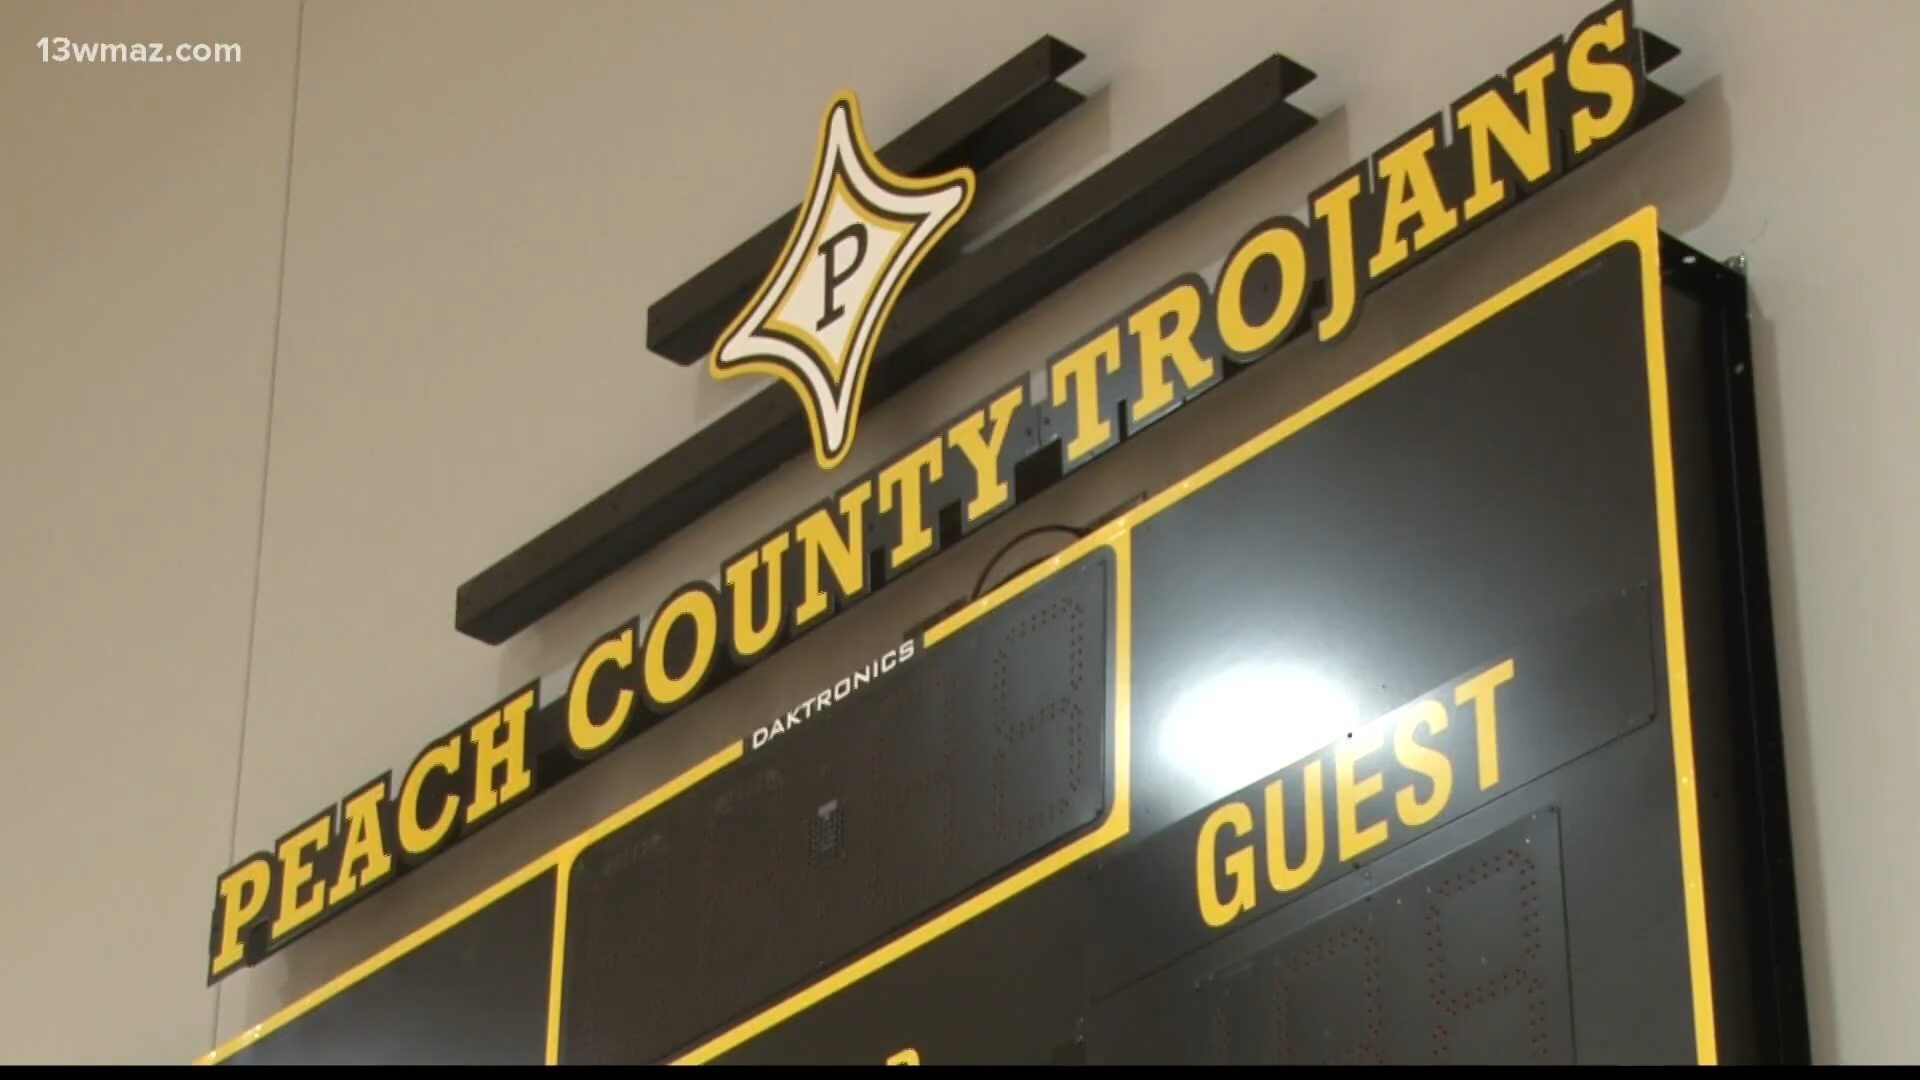 13wmaz.com
P
PEACH COUNTY TROJANS
DAKTRONICS
GUEST